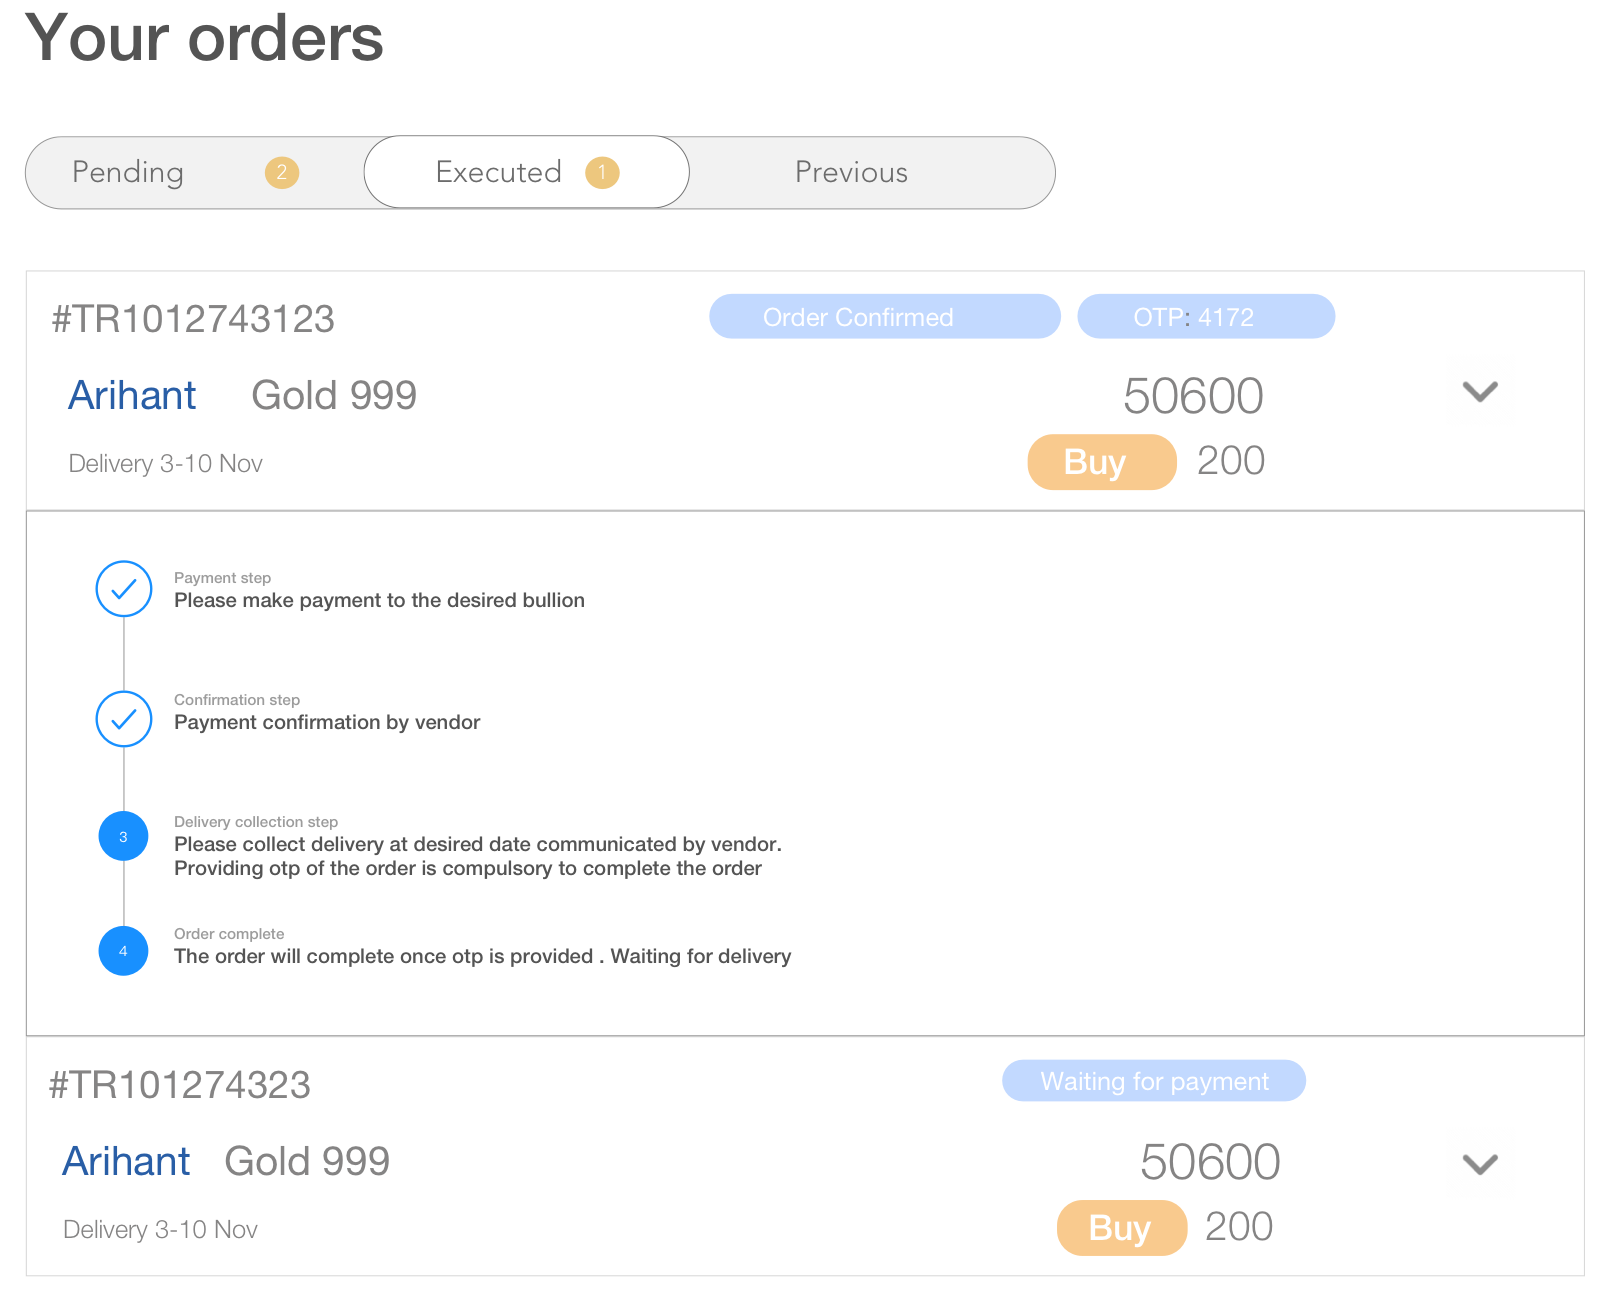 Your orders
Pending 2 Executed 1 Previous
#TR1012743123 Order Confirmed OTP: 4172
Arihant Gold 999 50600
Delivery 3-10 Nov Buy 200
Payment step
Please make payment to the desired bullion
Confirmation step
Payment confirmation by vendor
3 Delivery collection step
Please collect delivery at desired date communicated by vendor.
Providing otp of the order is compulsory to complete the order
4 Order complete
The order will complete once otp is provided . Waiting for delivery
#TR101274323 Waiting for payment
Arihant Gold 999 50600
Delivery 3-10 Nov Buy 200